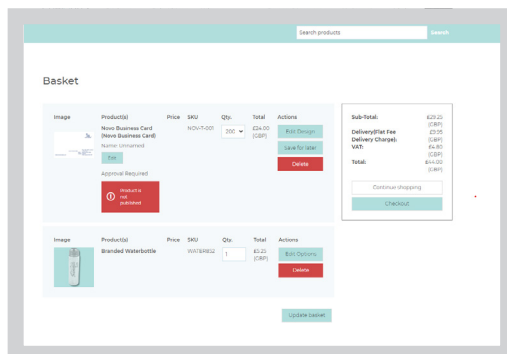 Search products
Search
Basket
Image Product(s) Price SKU Qty. Total Actions
Novo Business Card
(Novo Business Card)
Name: Unnamed
Edit
Approval Required
Product is
not
published
NOV-T-001
200
£24.00
(GBP)
Edit Design
Save for later
Delete
Image Product(s) Price SKU Qty. Total Actions
Branded Waterbottle
WATERB02
1
£5.25
(GBP)
Edit Options
Delete
Update basket
Sub-Total: £29.25
(GBP)
Delivery(Flat Fee £9.95
Delivery Charge): (GBP)
VAT: £4.80
(GBP)
Total: £44.00
(GBP)
Continue shopping
Checkout